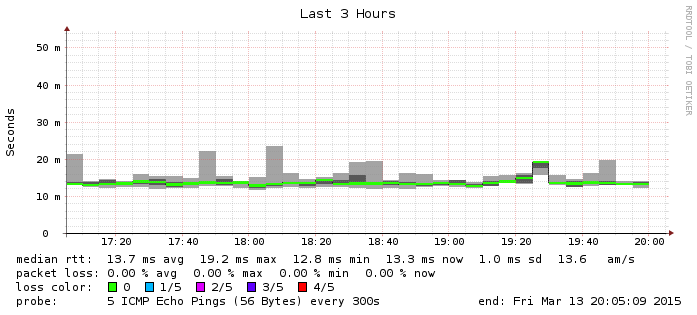 Last 3 Hours
RRDTOOL / TOBI OETIKER
Seconds
50 m
40 m
30 m
20 m
10 m
0
17:20 17:40 18:00 18:20 18:40 19:00 19:20 19:40 20:00
median rtt: 13.7 ms avg 19.2 ms max 12.8 ms min 13.3 ms now 1.0 ms sd 13.6 am/s
packet loss: 0.00 % avg 0.00 % max 0.00 % min 0.00 % now
loss color: 0 1/5 2/5 3/5 4/5
probe: 5 ICMP Echo Pings (56 Bytes) every 300s end: Fri Mar 13 20:05:09 2015